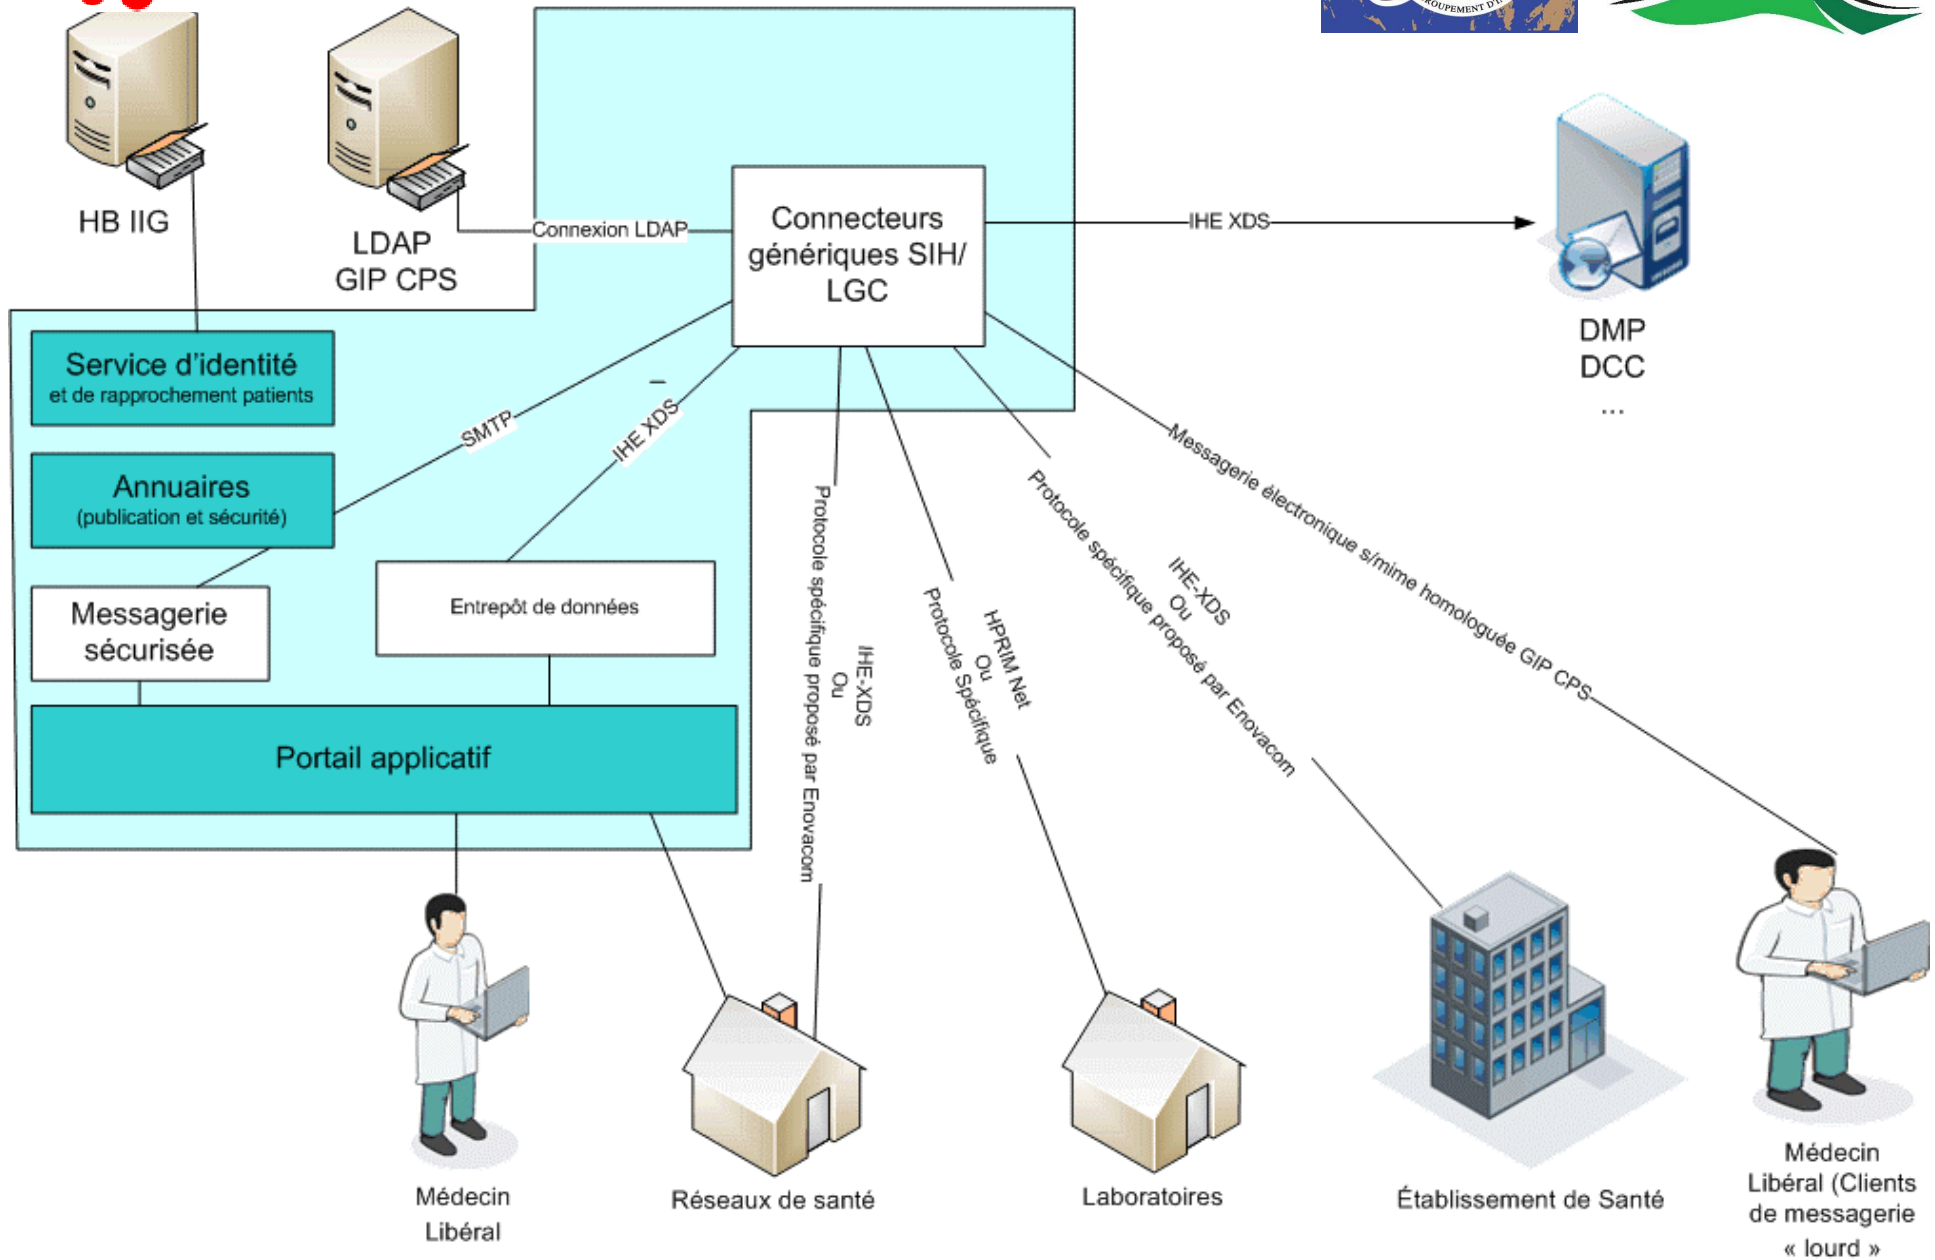 OUPEMENT D'I
HB IIG
LDAP
GIP CPS
Connexion LDAP
Connecteurs
génériques SIH/
LGC
IHE XDS
DMP
DCC
...
Service d'identité
et de rapprochement patients
Annuaires
(publication et sécurité)
SMTP
IHE XDS
Messagerie
sécurisée
Entrepôt de données
Portail applicatif
IHE-XDS
Ou
Protocole spécifique proposé par Enovacom
HPRIM Net
Ou
Protocole Spécifique
IHE-XDS
Ou
Protocole spécifique proposé par Enovacom
Messagerie électronique s/mime homologuée GIP CPS
Médecin
Libéral
Réseaux de santé
Laboratoires
Établissement de Santé
Médecin
Libéral (Clients
de messagerie
« lourd »